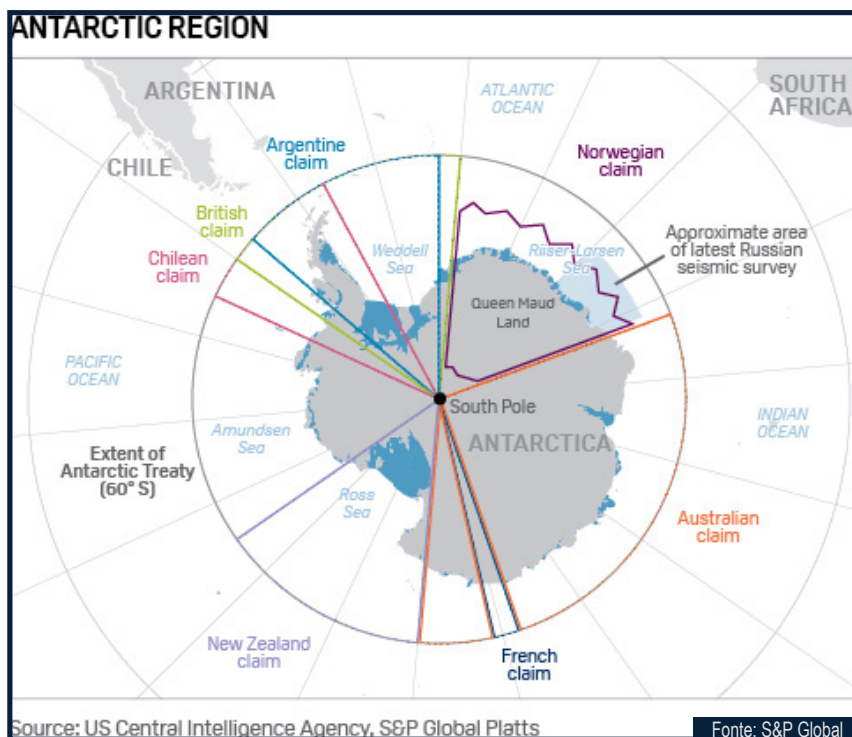 ANTARCTIC REGION
ARGENTINA
CHILE
ATLANTIC
OCEAN
SOUTH
AFRICA
Argentine
claim
Norwegian
claim
British
claim
Chilean
claim
Weddell
Sea
Riiser-Larsen
Sea
Approximate area
of latest Russian
seismic survey
Queen Maud
Land
PACIFIC
OCEAN
South Pole
Amundsen
Sea
ANTARCTICA
INDIAN
OCEAN
Extent of
Antarctic Treaty
(60° S)
Ross
Sea
Australian
claim
New Zealand
claim
French
claim
Source: US Central Intelligence Agency, S&P Global Platts
Fonte: S&P Global